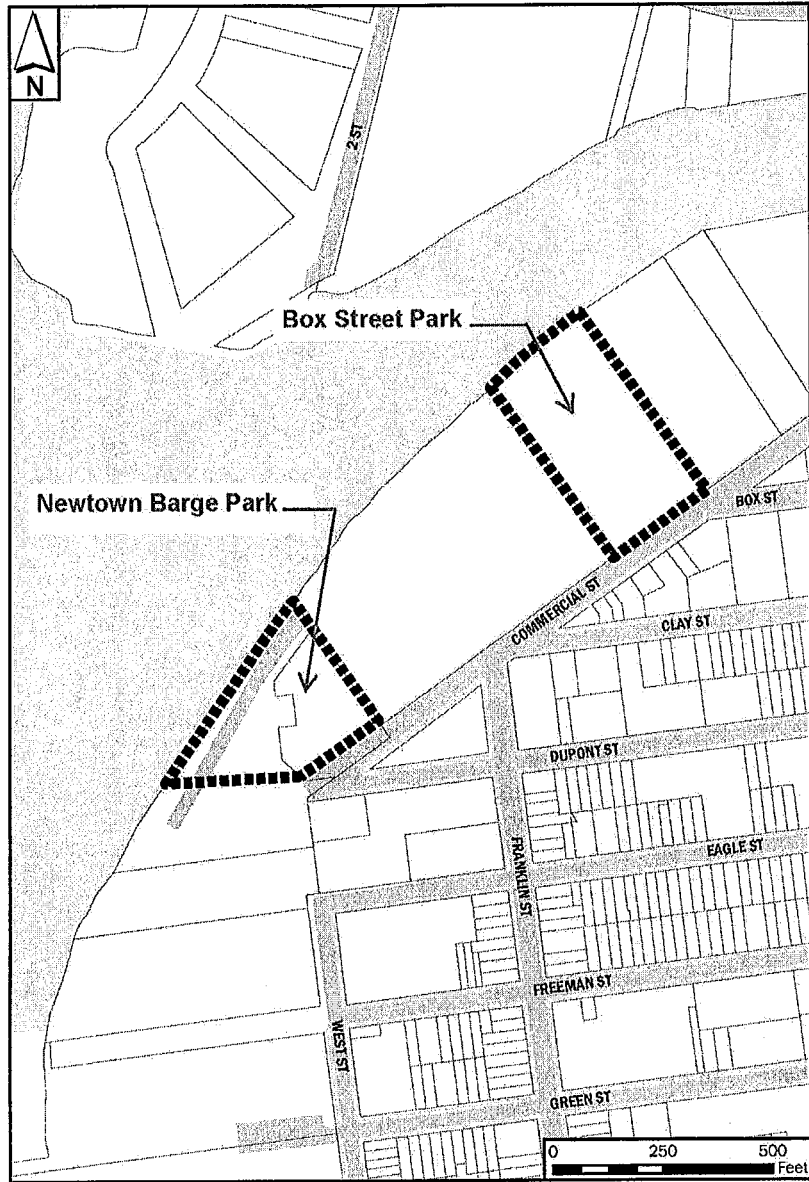 N
2 ST
Box Street Park
Newtown Barge Park
BOX ST
COMMERCIAL ST
CLAY ST
DUPONT ST
FRANKLIN ST
EAGLE ST
FREEMAN ST
WEST ST
GREEN ST
0 250 500
Feet